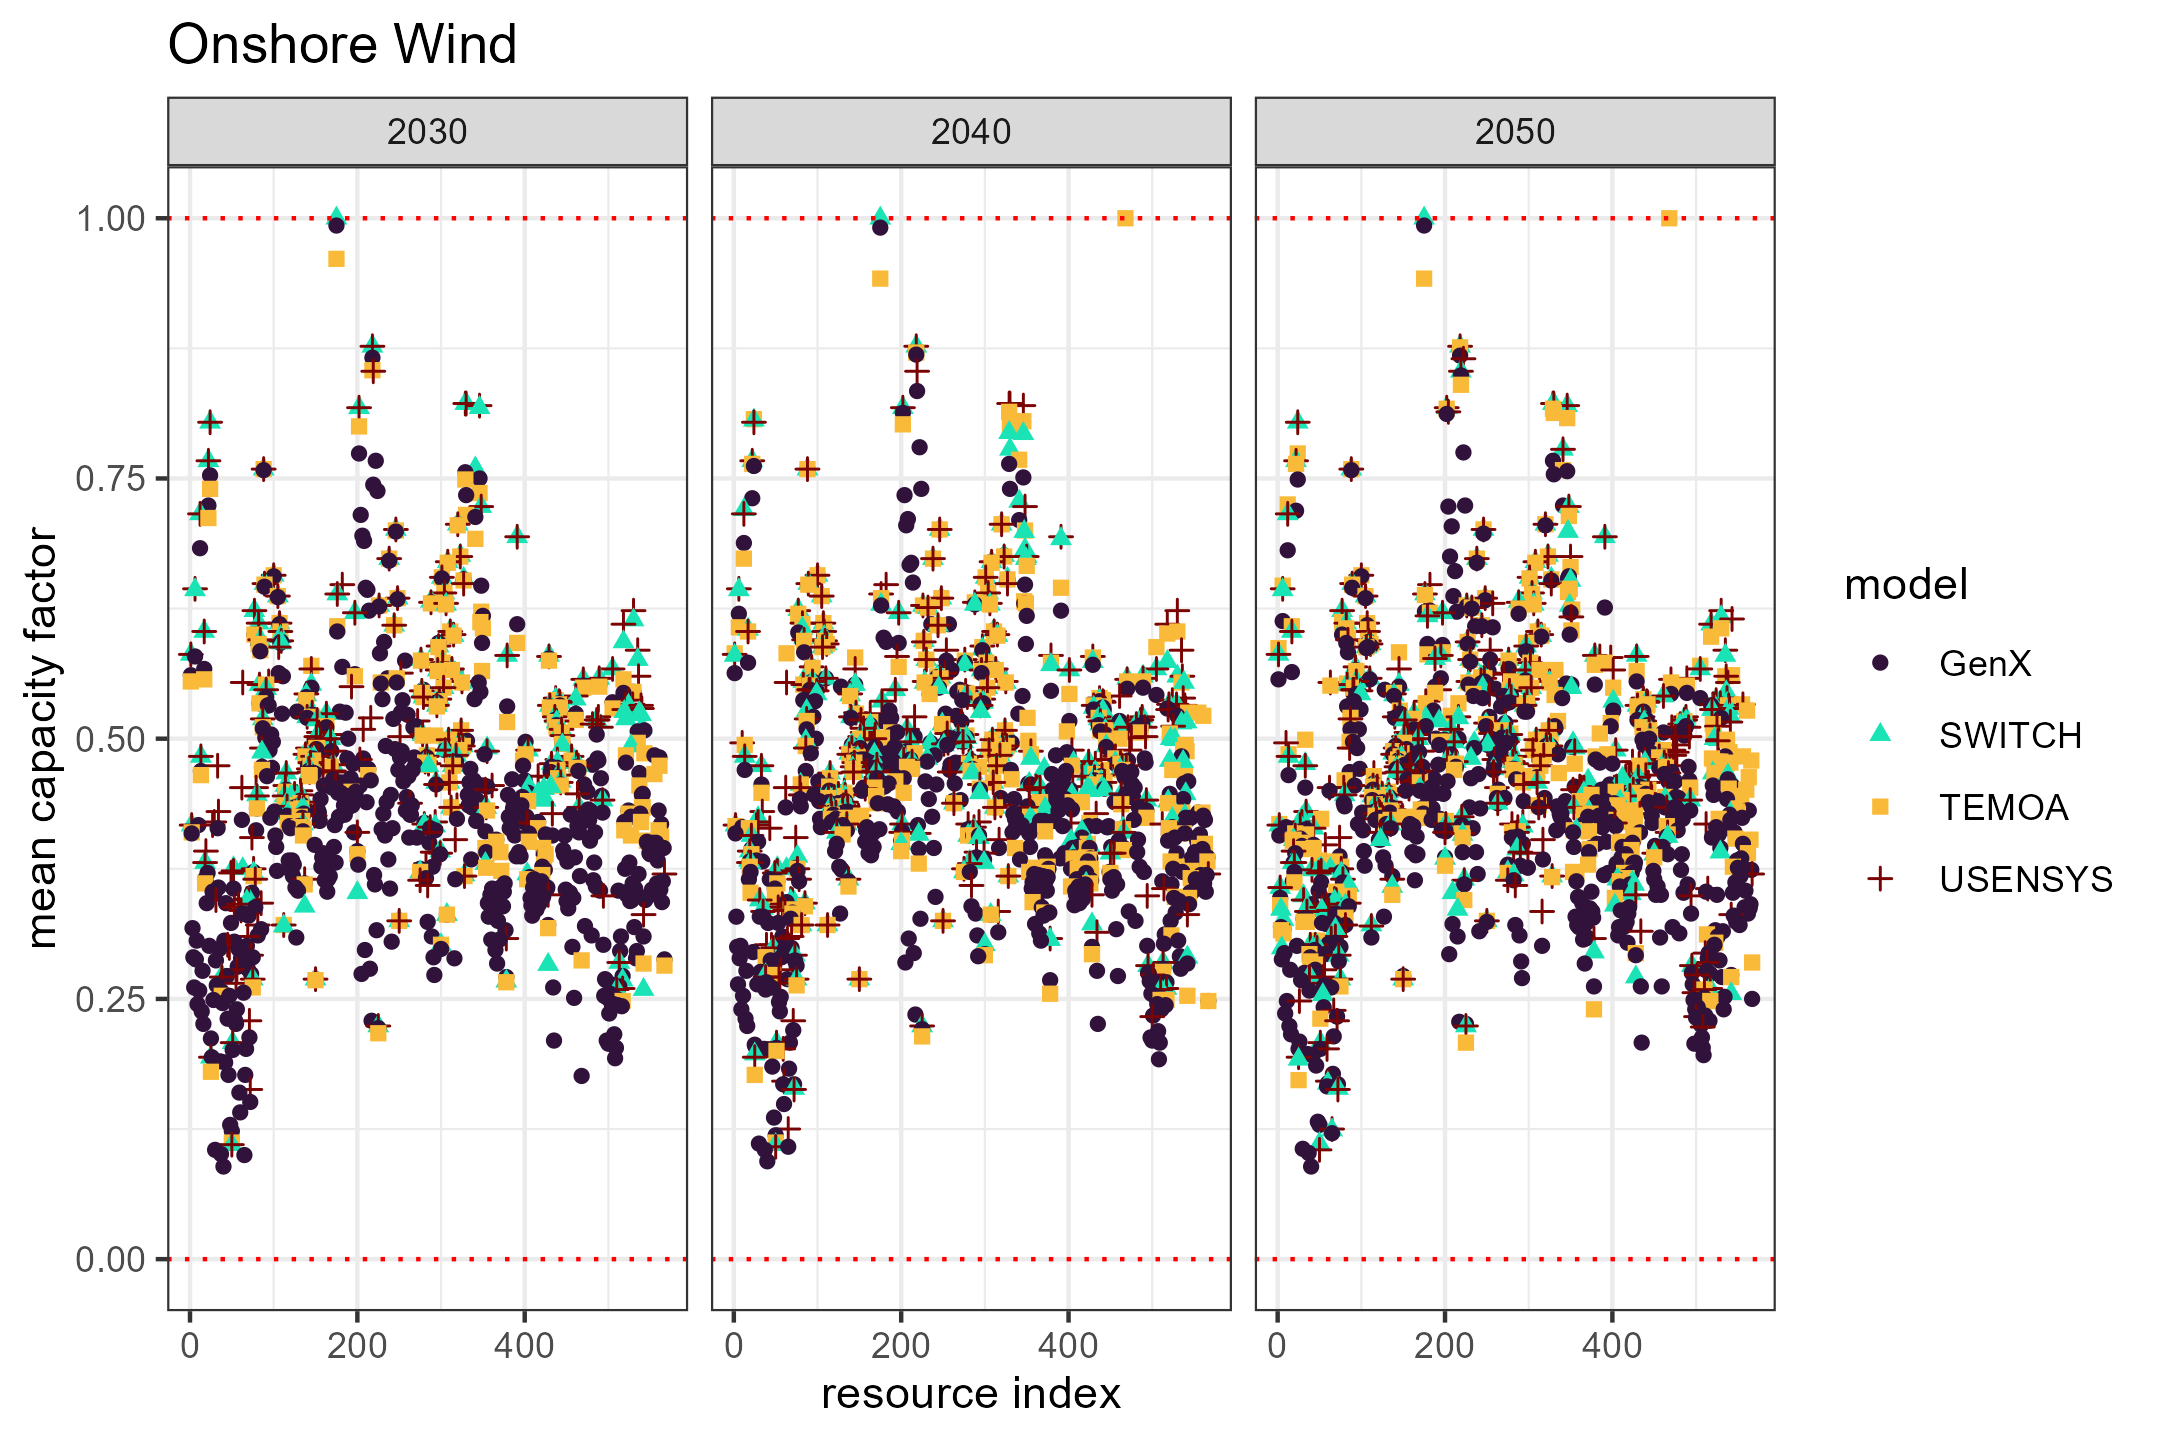 Onshore Wind
2030 2040 2050
mean capacity factor
1.00
0.75
0.50
0.25
0.00
0 200 400 0 200 400 0 200 400
resource index
model
GenX
SWITCH
TEMOA
USENSYS